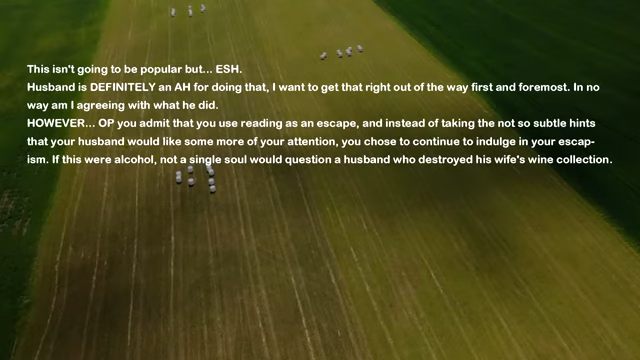 This isn't going to be popular but... ESH.
Husband is DEFINITELY an AH for doing that, I want to get that right out of the way first and foremost. In no
way am I agreeing with what he did.
HOWEVER... OP you admit that you use reading as an escape, and instead of taking the not so subtle hints
that your husband would like some more of your attention, you chose to continue to indulge in your escap-
ism. If this were alcohol, not a single soul would question a husband who destroyed his wife's wine collection.